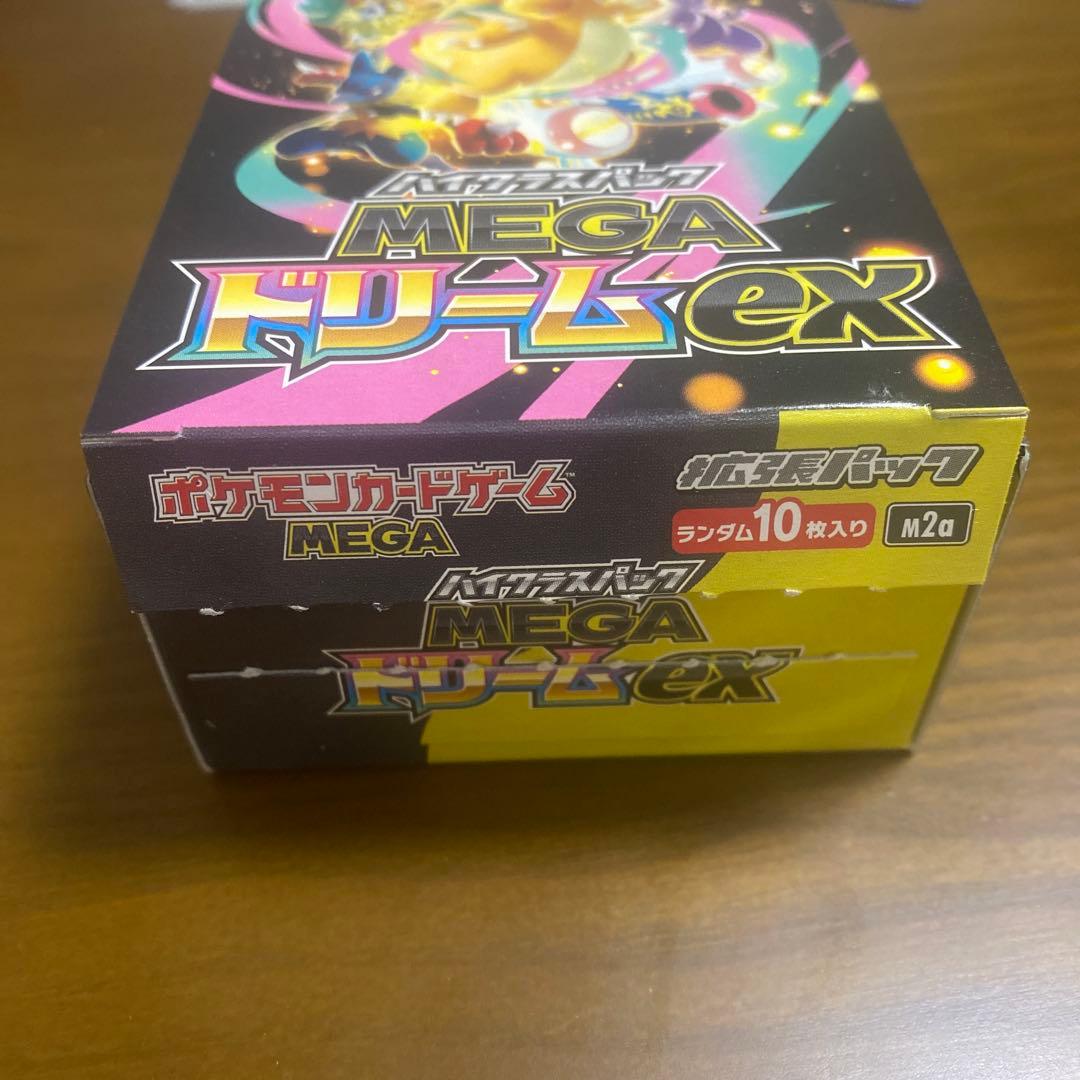 ハイクラスパック
MEGA
ドリームex
ポケモンカードゲーム™
MEGA
拡張パック
ランダム10枚入り
M2a
ハイクラスパック
MEGA
ドリームex